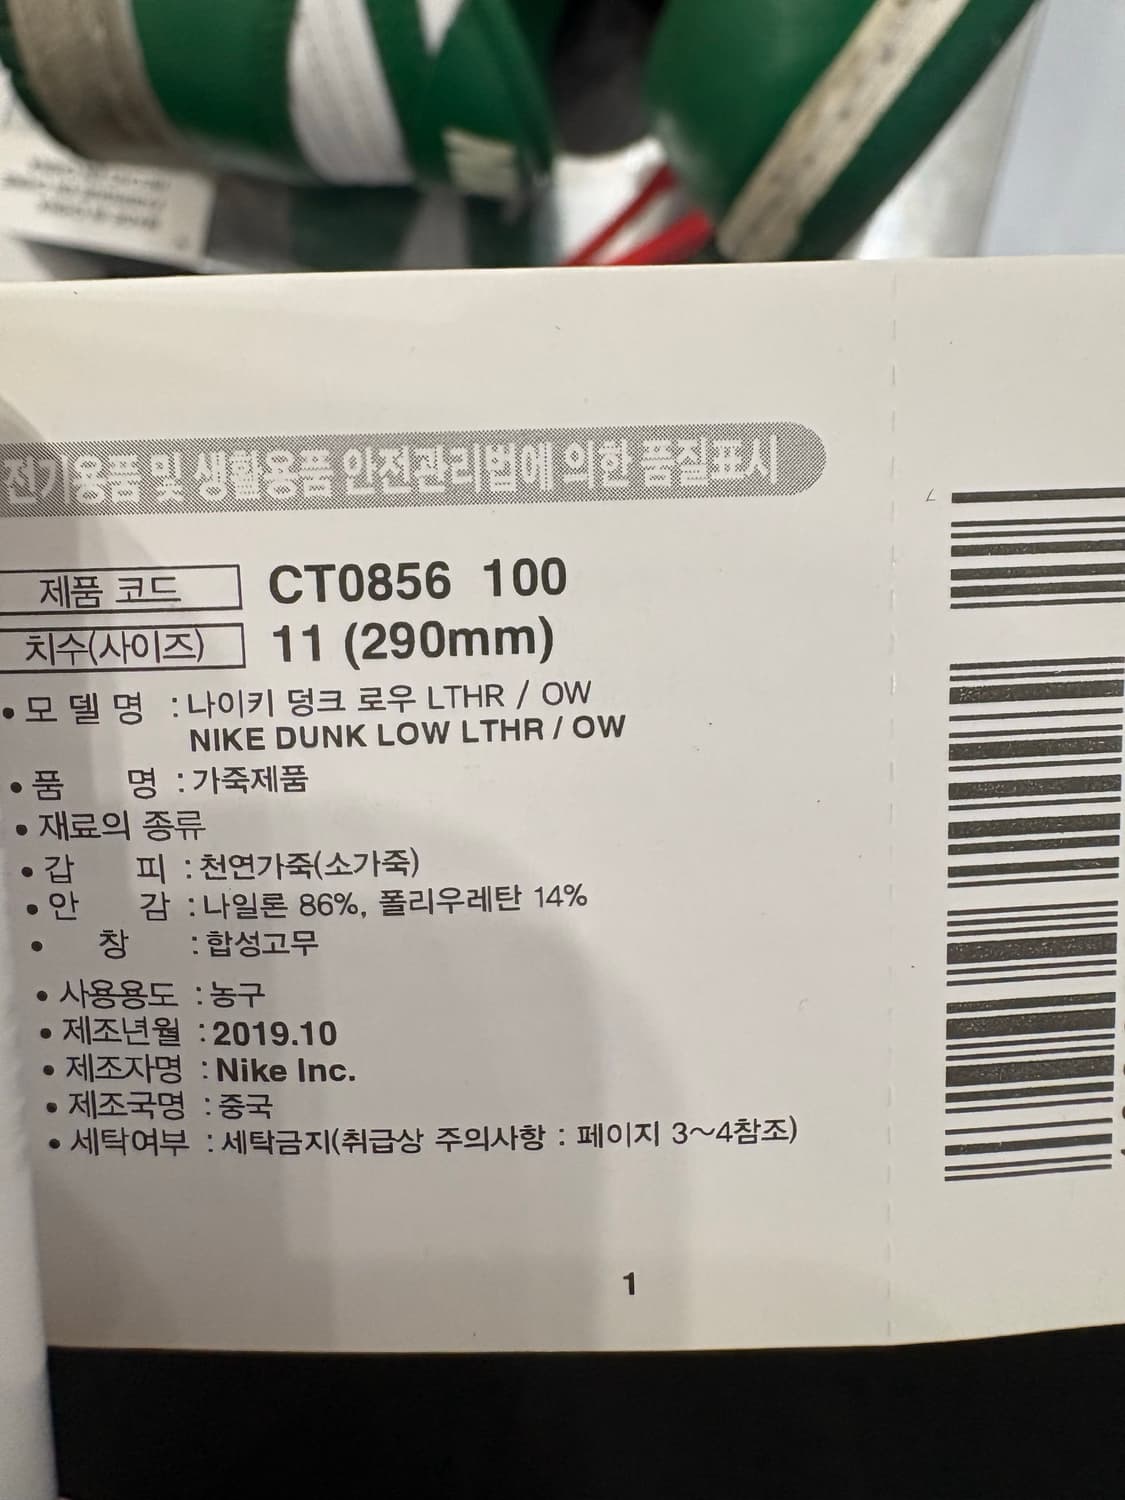 전기용품 및 생활용품 안전관리법에 의한 품질표시
제품 코드 CT0856 100
치수(사이즈) 11 (290mm)
• 모 델 명 : 나이키 덩크 로우 LTHR / OW
NIKE DUNK LOW LTHR / OW
• 품 명 : 가죽제품
• 재료의 종류
• 갑 피 : 천연가죽(소가죽)
• 안 감 : 나일론 86%, 폴리우레탄 14%
• 창 : 합성고무
• 사용용도 : 농구
• 제조년월 : 2019.10
• 제조자명 : Nike Inc.
• 제조국명 : 중국
• 세탁여부 : 세탁금지(취급상 주의사항 : 페이지 3~4참조)
1